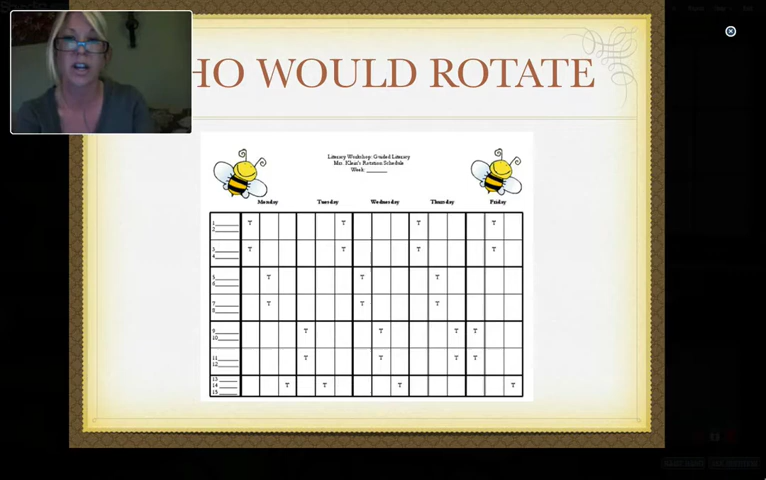 HO WOULD ROTATE
Literacy Workshop: Guided Literacy
Mrs. Klein's Rotation Schedule
Week: ______
Monday Tuesday Wednesday Thursday Friday
1 T T T T
2
3 T T T T
4
5 T T T
6
7 T T T
8
9 T T T T
10
11 T T T T
12
13
14 T T T T
15